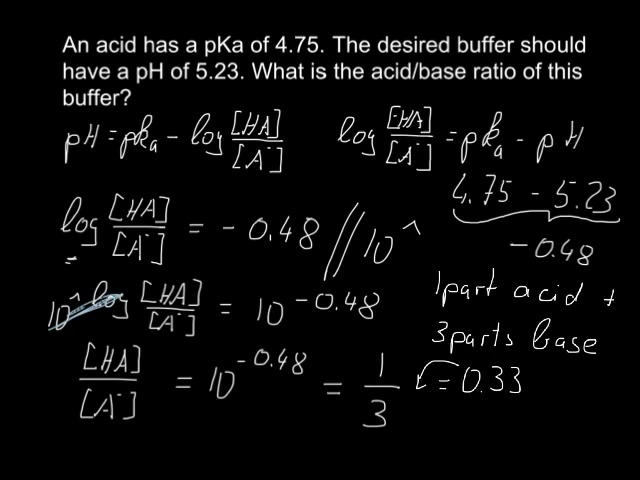 An acid has a pKa of 4.75. The desired buffer should
have a pH of 5.23. What is the acid/base ratio of this
buffer?
pH = pka - log [HA]/[A-]
log [HA]/[A-] = pka - pH
4.75 - 5.23
- 0.48
log [HA]/[A-] = - 0.48 // 10^
10^ log [HA]/[A-] = 10 -0.48
1 part acid +
3 parts base
[HA]/[A-] = 10 -0.48 = 1/3 = 0.33